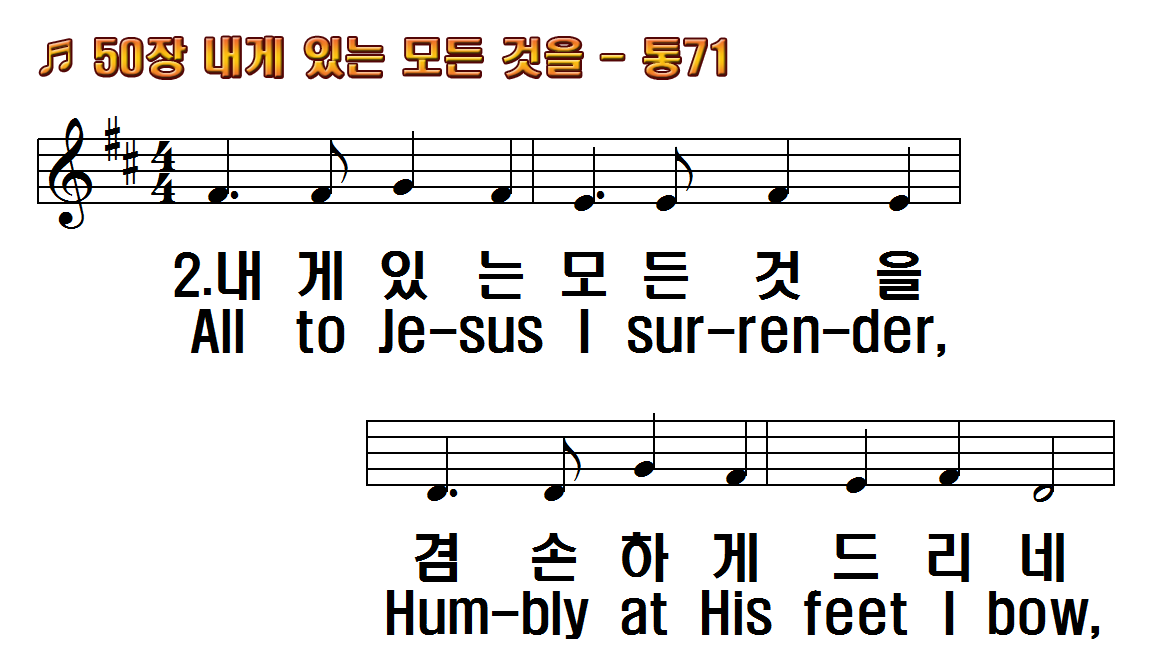 ♬ 50장 내게 있는 모든 것을 - 통71
4
4
2.내 게 있 는 모 든 것 을
All to Je-sus I sur-ren-der,
겸 손 하 게 드 리 네
Hum-bly at His feet I bow,